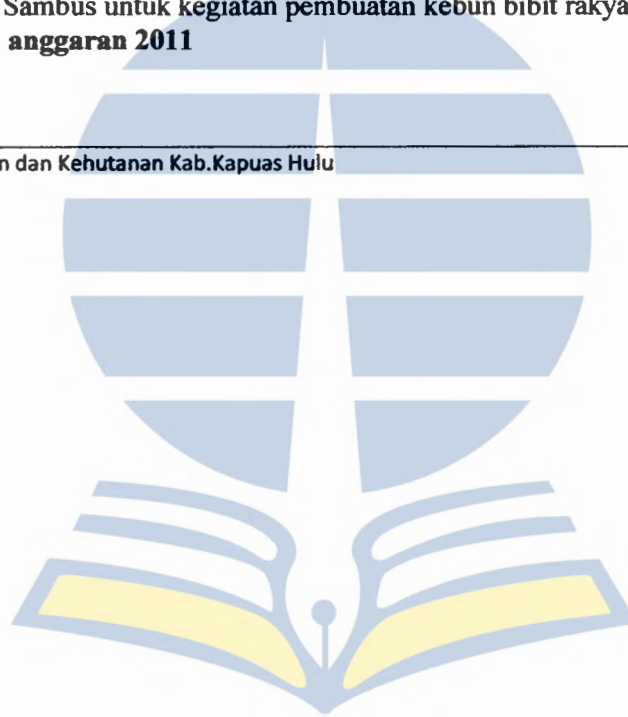 Sambus untuk kegiatan pembuatan kebun bibit rakya
anggaran 2011
n dan Kehutanan Kab.Kapuas Hulu